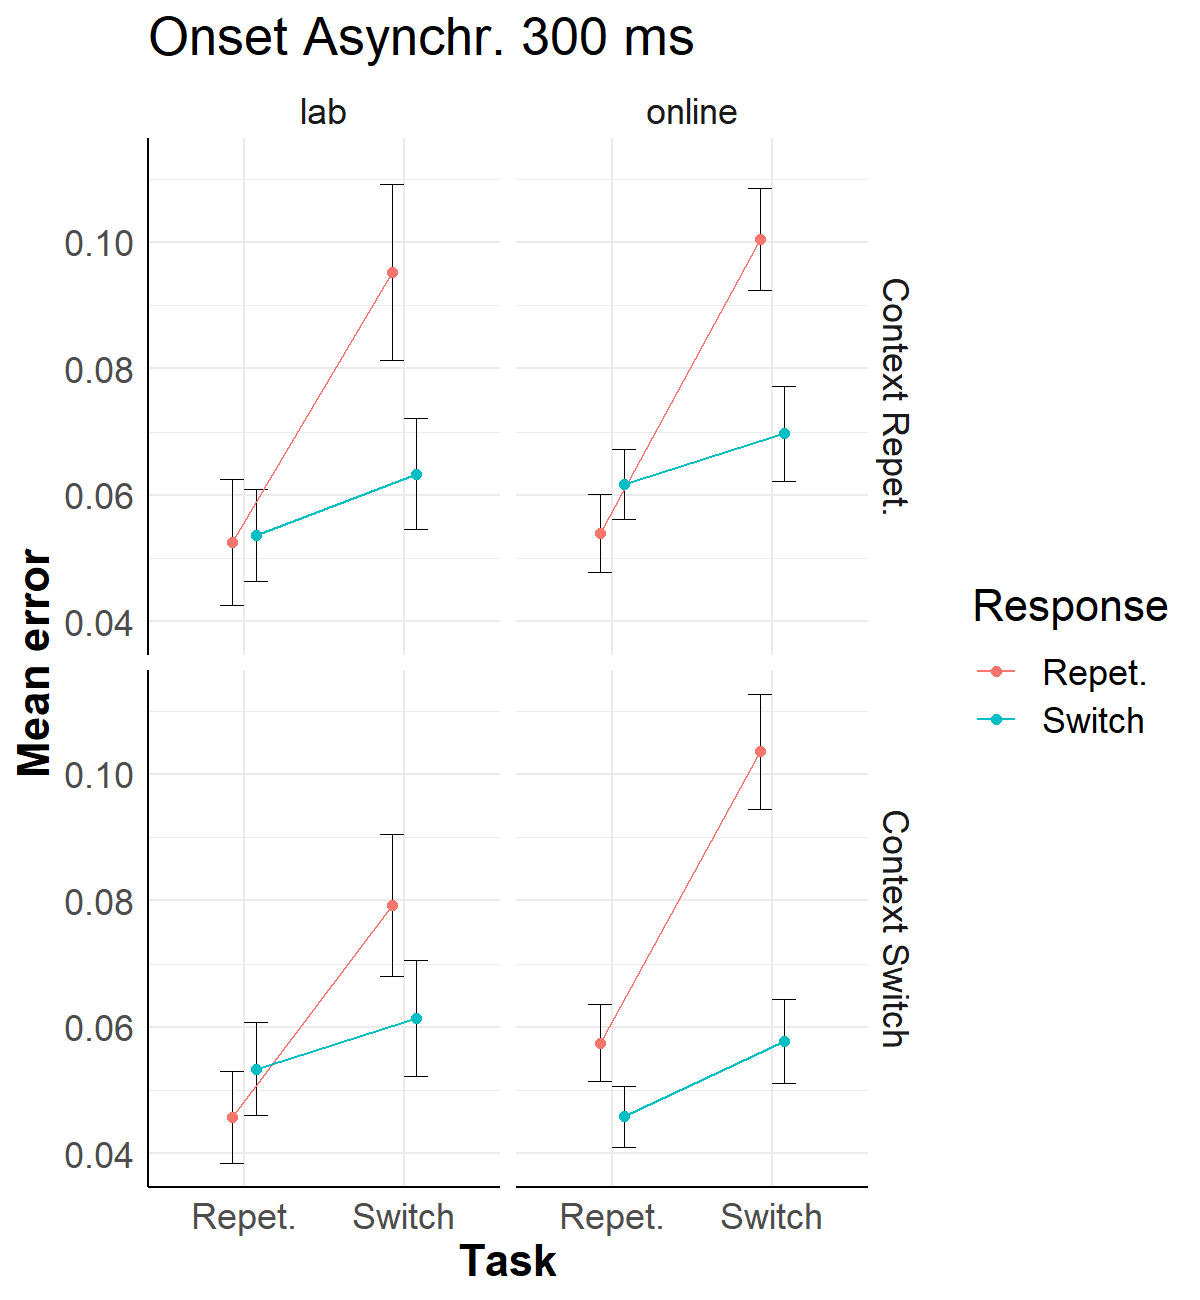 Onset Asynchr. 300 ms
lab
online
0.10
0.08
0.06
0.04
Context Repet.
Mean error
0.10
0.08
0.06
0.04
Context Switch
Repet.
Switch
Repet.
Switch
Task
Response
Repet.
Switch